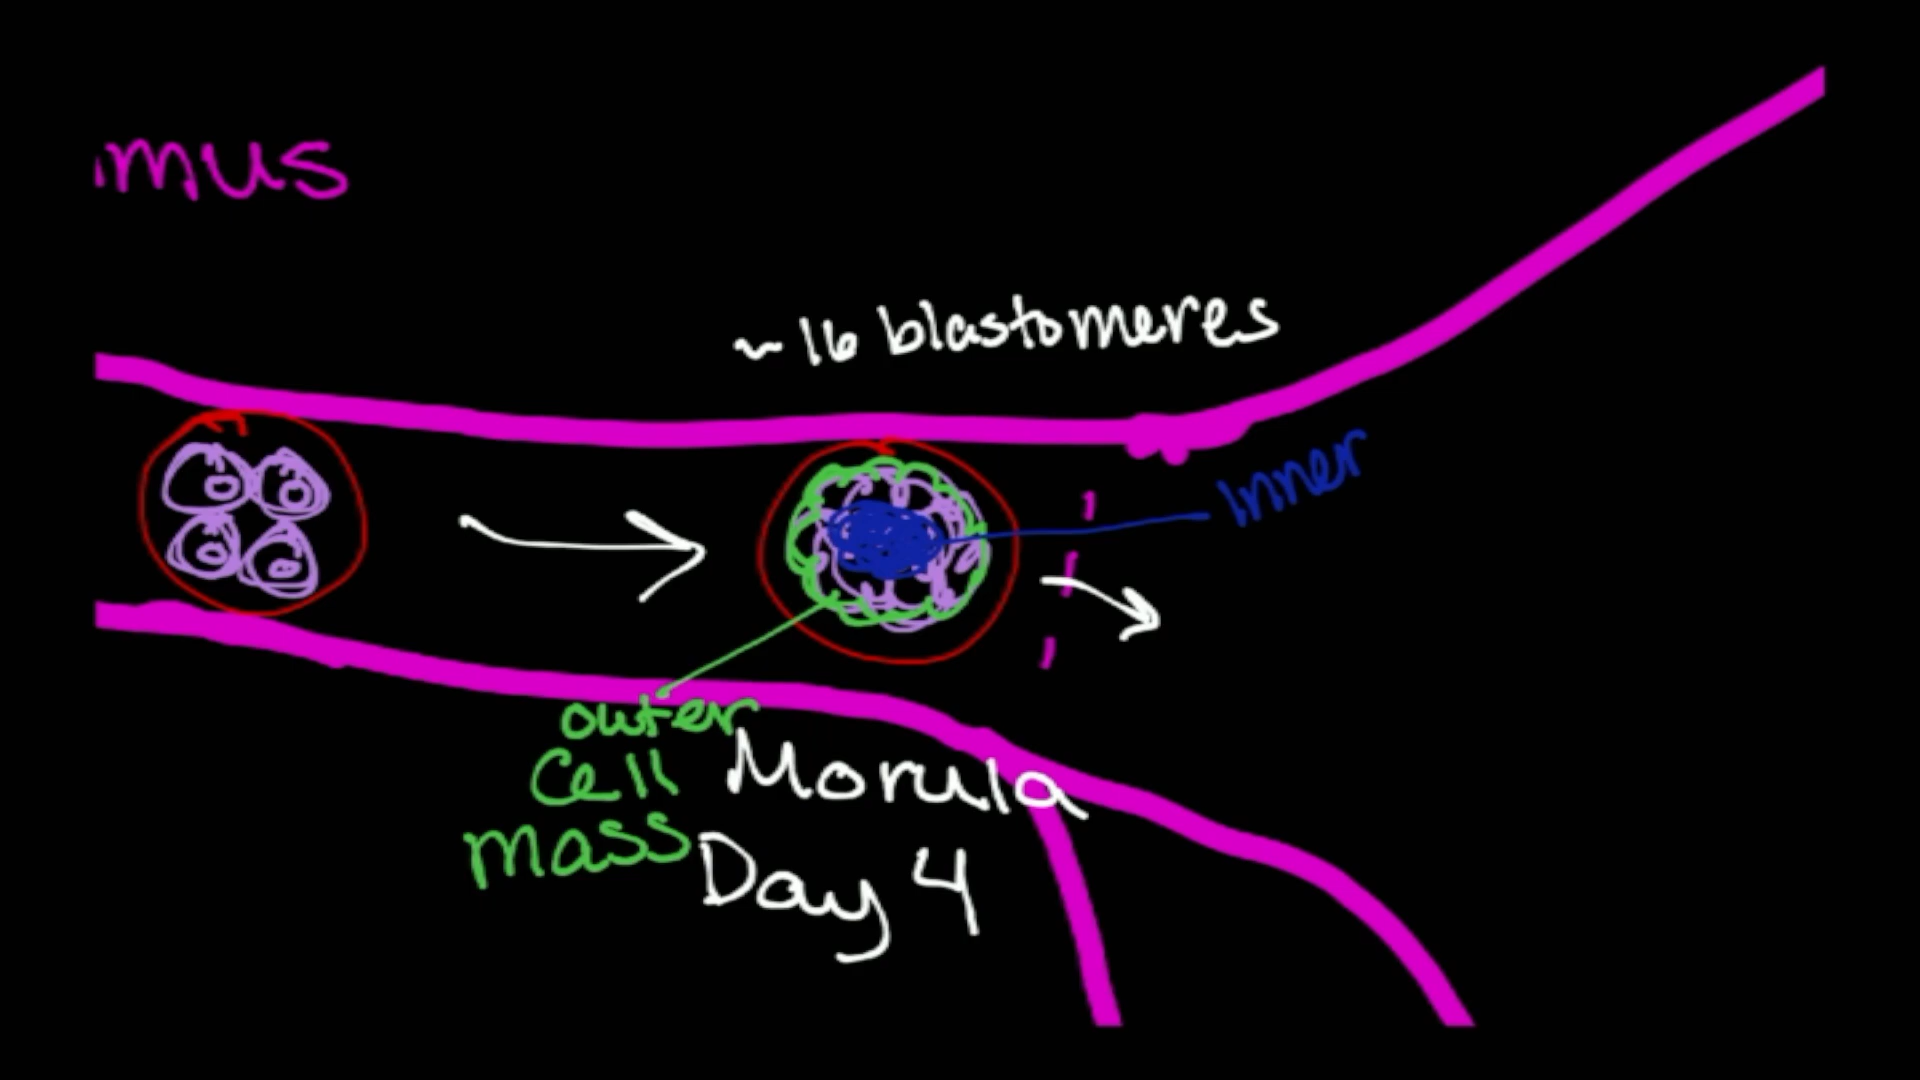 mus
~16 blastomeres
Inner
outer
cell
mass
Morula
Day 4